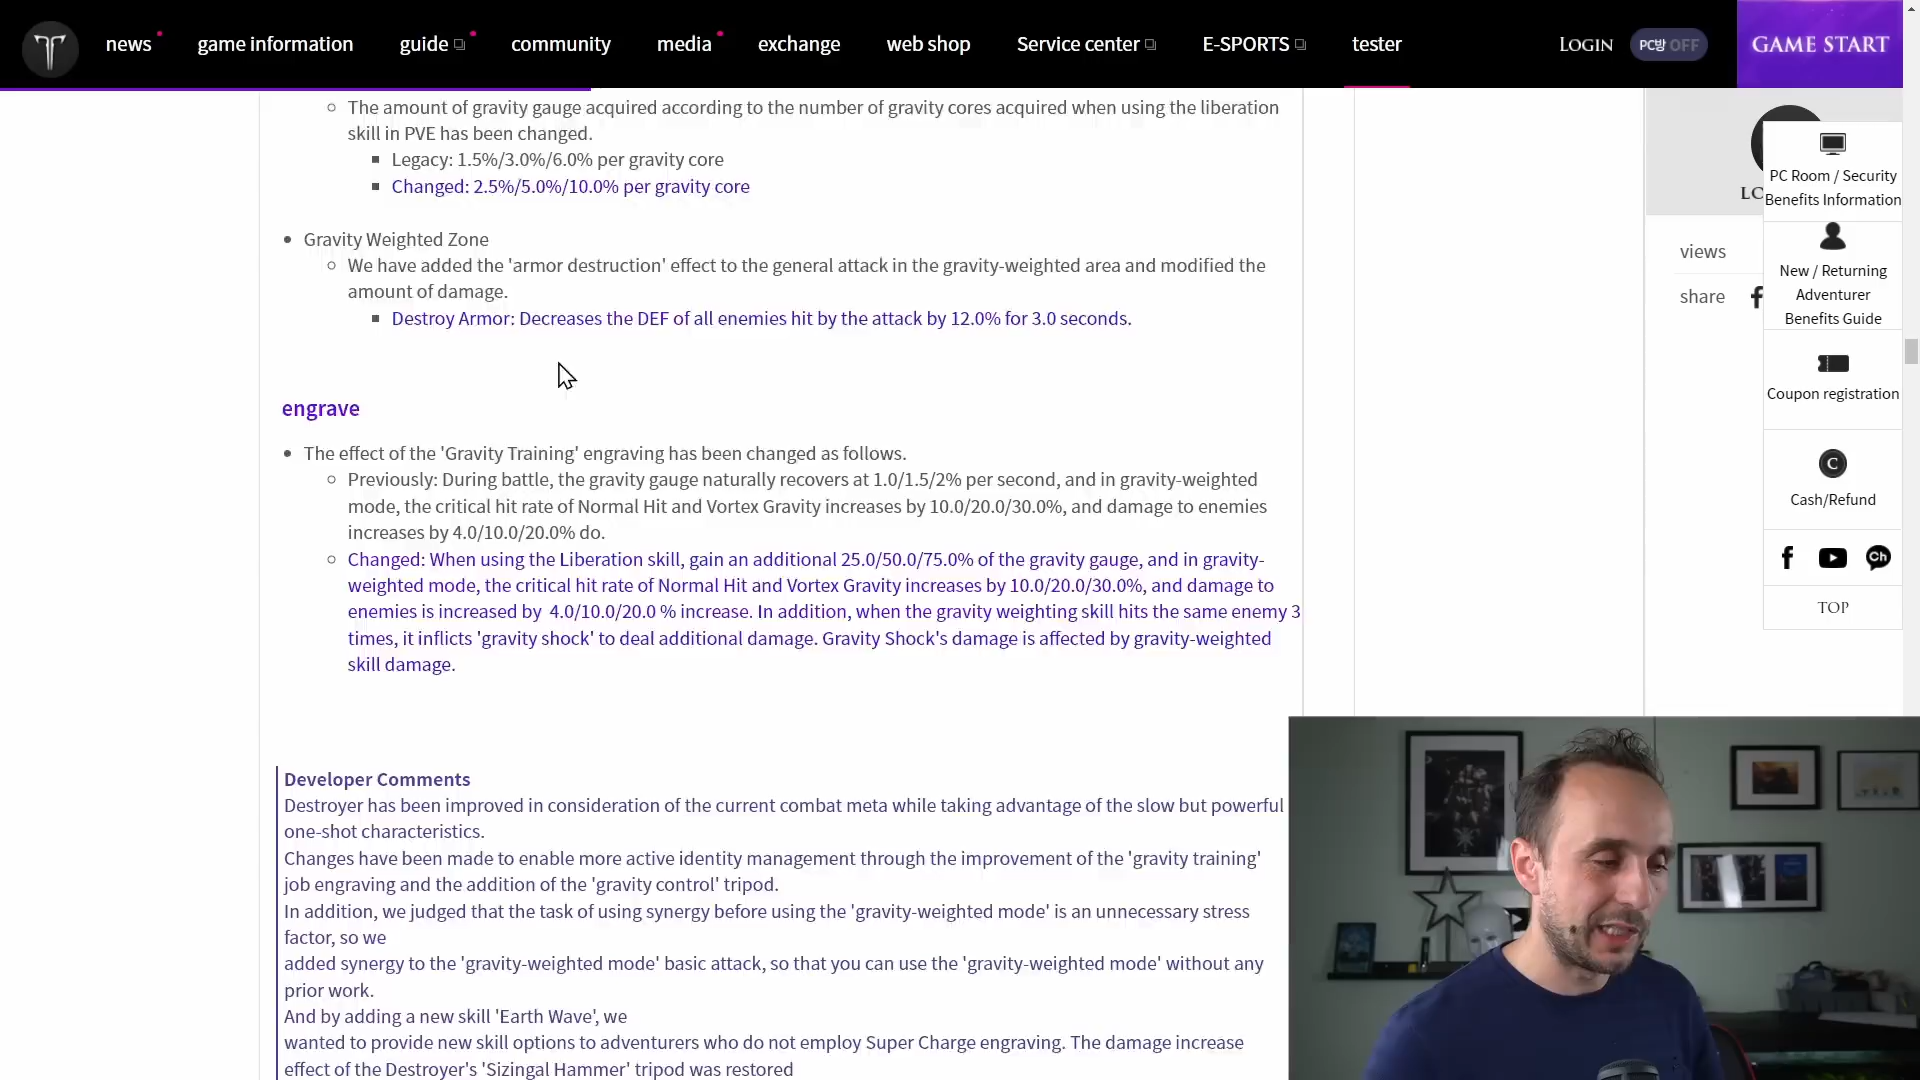 news
game information
guide
community
media
exchange
web shop
Service center
E-SPORTS
tester
LOGIN
PC방 OFF
GAME START
The amount of gravity gauge acquired according to the number of gravity cores acquired when using the liberation
skill in PVE has been changed.
Legacy: 1.5%/3.0%/6.0% per gravity core
Changed: 2.5%/5.0%/10.0% per gravity core
Gravity Weighted Zone
We have added the 'armor destruction' effect to the general attack in the gravity-weighted area and modified the
amount of damage.
Destroy Armor: Decreases the DEF of all enemies hit by the attack by 12.0% for 3.0 seconds.
engrave
The effect of the 'Gravity Training' engraving has been changed as follows.
Previously: During battle, the gravity gauge naturally recovers at 1.0/1.5/2% per second, and in gravity-weighted
mode, the critical hit rate of Normal Hit and Vortex Gravity increases by 10.0/20.0/30.0%, and damage to enemies
increases by 4.0/10.0/20.0% do.
Changed: When using the Liberation skill, gain an additional 25.0/50.0/75.0% of the gravity gauge, and in gravity-
weighted mode, the critical hit rate of Normal Hit and Vortex Gravity increases by 10.0/20.0/30.0%, and damage to
enemies is increased by 4.0/10.0/20.0 % increase. In addition, when the gravity weighting skill hits the same enemy 3
times, it inflicts 'gravity shock' to deal additional damage. Gravity Shock's damage is affected by gravity-weighted
skill damage.
Developer Comments
Destroyer has been improved in consideration of the current combat meta while taking advantage of the slow but powerful
one-shot characteristics.
Changes have been made to enable more active identity management through the improvement of the 'gravity training'
job engraving and the addition of the 'gravity control' tripod.
In addition, we judged that the task of using synergy before using the 'gravity-weighted mode' is an unnecessary stress
factor, so we
added synergy to the 'gravity-weighted mode' basic attack, so that you can use the 'gravity-weighted mode' without any
prior work.
And by adding a new skill 'Earth Wave', we
wanted to provide new skill options to adventurers who do not employ Super Charge engraving. The damage increase
effect of the Destroyer's 'Sizingal Hammer' tripod was restored
LO
views
share
PC Room / Security
Benefits Information
New / Returning
Adventurer
Benefits Guide
Coupon registration
C
Cash/Refund
Ch
TOP